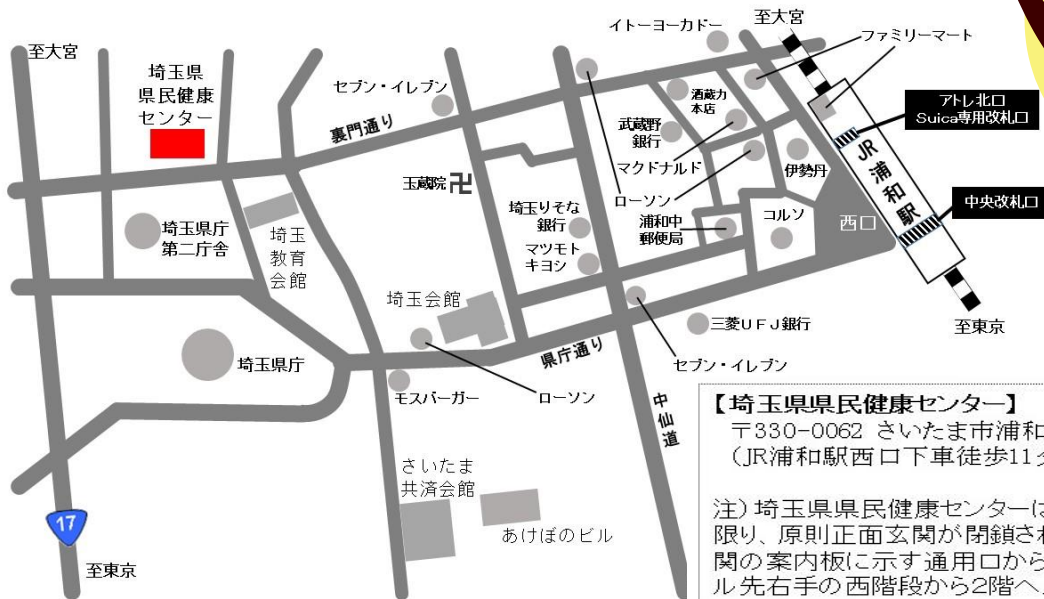 至大宮
埼玉県
県民健康
センター
セブン・イレブン
イトーヨーカドー
至大宮
ファミリーマート
酒蔵力
本店
武蔵野
銀行
マクドナルド
ローソン
伊勢丹
アトレ北口
Suica専用改札口
JR浦和駅
中央改札口
裏門通り
玉蔵院
卍
埼玉りそな
銀行
マツモト
キヨシ
浦和中
郵便局
コルソ
西口
埼玉県庁
第二庁舎
埼玉
教育
会館
埼玉会館
埼玉県庁
県庁通り
三菱UFJ銀行
至東京
セブン・イレブン
モスバーガー
ローソン
中仙道
さいたま
共済会館
あけぼのビル
17
至東京
【埼玉県県民健康センター】
〒330-0062 さいたま市浦和
(JR浦和駅西口下車徒歩11
注)埼玉県県民健康センターは
限り、原則正面玄関が閉鎖さ
関の案内板に示す通用口から
ル先右手の西階段から2階へ